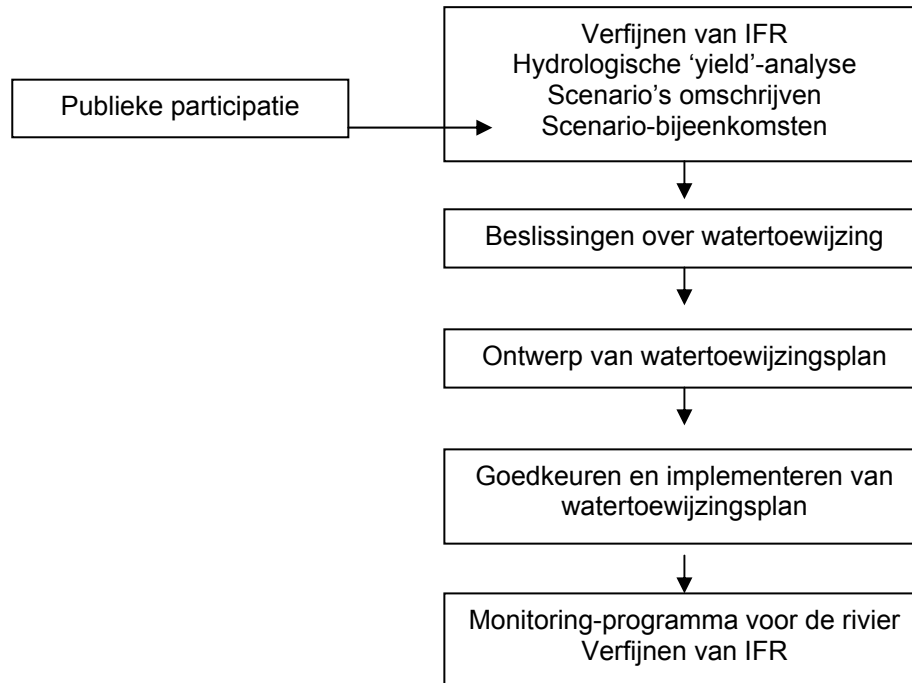 Verfijnen van IFR
Hydrologische ‘yield’-analyse
Scenario’s omschrijven
Scenario-bijeenkomsten
Publieke participatie
Beslissingen over watertoewijzing
Ontwerp van watertoewijzingsplan
Goedkeuren en implementeren van
watertoewijzingsplan
Monitoring-programma voor de rivier
Verfijnen van IFR